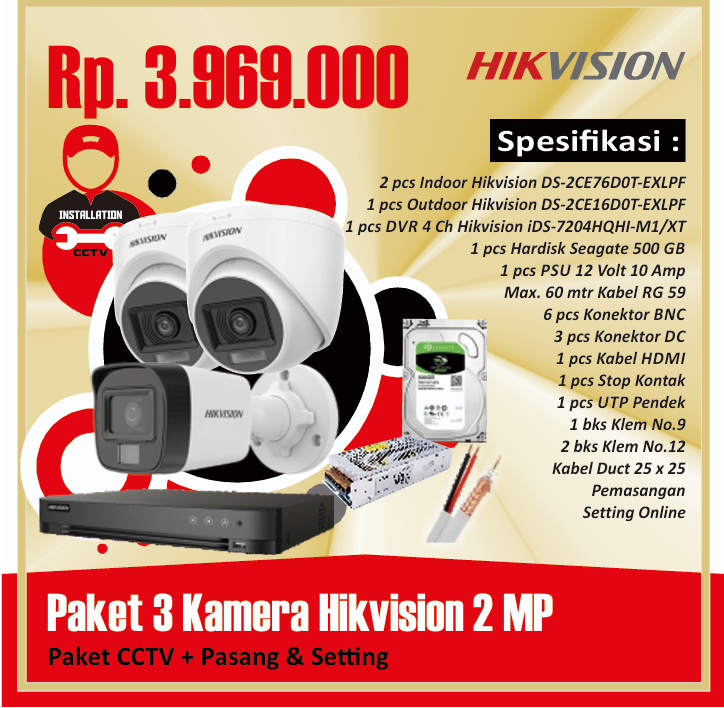 Rp. 3.969.000
HIKVISION
Spesifikasi :
2 pcs Indoor Hikvision DS-2CE76D0T-EXLPF
1 pcs Outdoor Hikvision DS-2CE16D0T-EXLPF
1 pcs DVR 4 Ch Hikvision iDS-7204HQHI-M1/XT
1 pcs Hardisk Seagate 500 GB
1 pcs PSU 12 Volt 10 Amp
Max. 60 mtr Kabel RG 59
6 pcs Konektor BNC
3 pcs Konektor DC
1 pcs Kabel HDMI
1 pcs Stop Kontak
1 pcs UTP Pendek
1 bks Klem No.9
2 bks Klem No.12
Kabel Duct 25 x 25
Pemasangan
Setting Online
INSTALLATION
CCTV
HIKVISION
HIKVISION
HIKVISION
HIKVISION
Paket 3 Kamera Hikvision 2 MP
Paket CCTV + Pasang & Setting